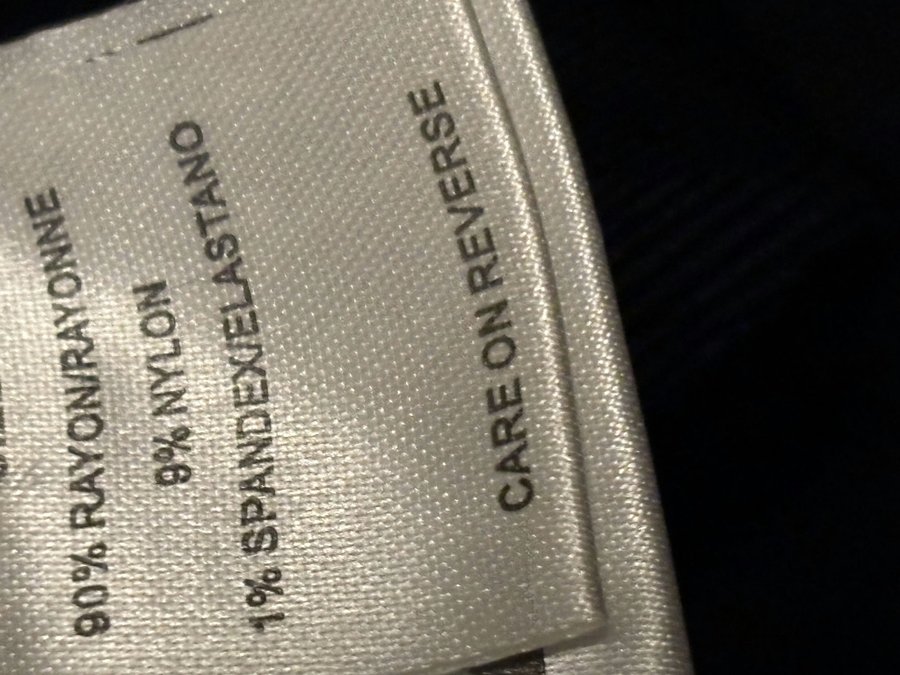 90% RAYON/RAYONNE
9% NYLON
1% SPANDEX/ELASTANO
CARE ON REVERSE